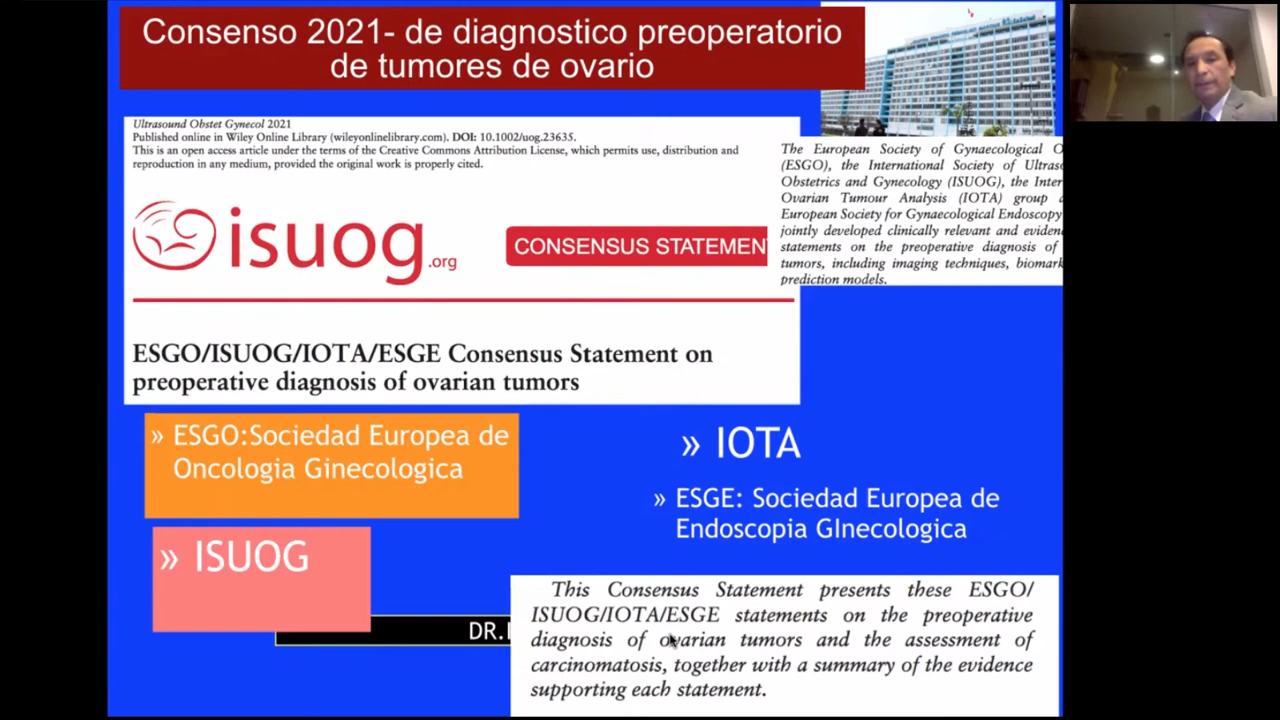 Consenso 2021- de diagnostico preoperatorio
de tumores de ovario
Ultrasound Obstet Gynecol 2021
Published online in Wiley Online Library (wileyonlinelibrary.com). DOI: 10.1002/uog.23635.
This is an open access article under the terms of the Creative Commons Attribution License, which permits use, distribution and
reproduction in any medium, provided the original work is properly cited.
isuog.org
CONSENSUS STATEMENT
The European Society of Gynaecological
(ESGO), the International Society of
Obstetrics and Gynecology (ISUOG), the
Ovarian Tumour Analysis (IOTA) group
European Society for Gynaecological Endoscopy
jointly developed clinically relevant and
statements on the preoperative diagnosis of
tumors, including imaging techniques,
prediction models.
ESGO/ISUOG/IOTA/ESGE Consensus Statement on
preoperative diagnosis of ovarian tumors
» ESGO:Sociedad Europea de
Oncologia Ginecologica
» ISUOG
» IOTA
» ESGE: Sociedad Europea de
Endoscopia GInecologica
DR.
This Consensus Statement presents these ESGO/
ISUOG/IOTA/ESGE statements on the preoperative
diagnosis of ovarian tumors and the assessment of
carcinomatosis, together with a summary of the evidence
supporting each statement.